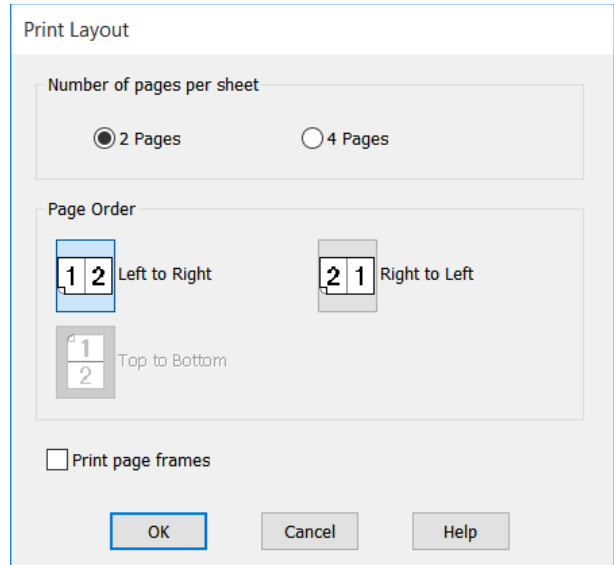 Print Layout
Number of pages per sheet
2 Pages 4 Pages
Page Order
1 2 Left to Right 2 1 Right to Left
1
2 Top to Bottom
Print page frames
OK Cancel Help